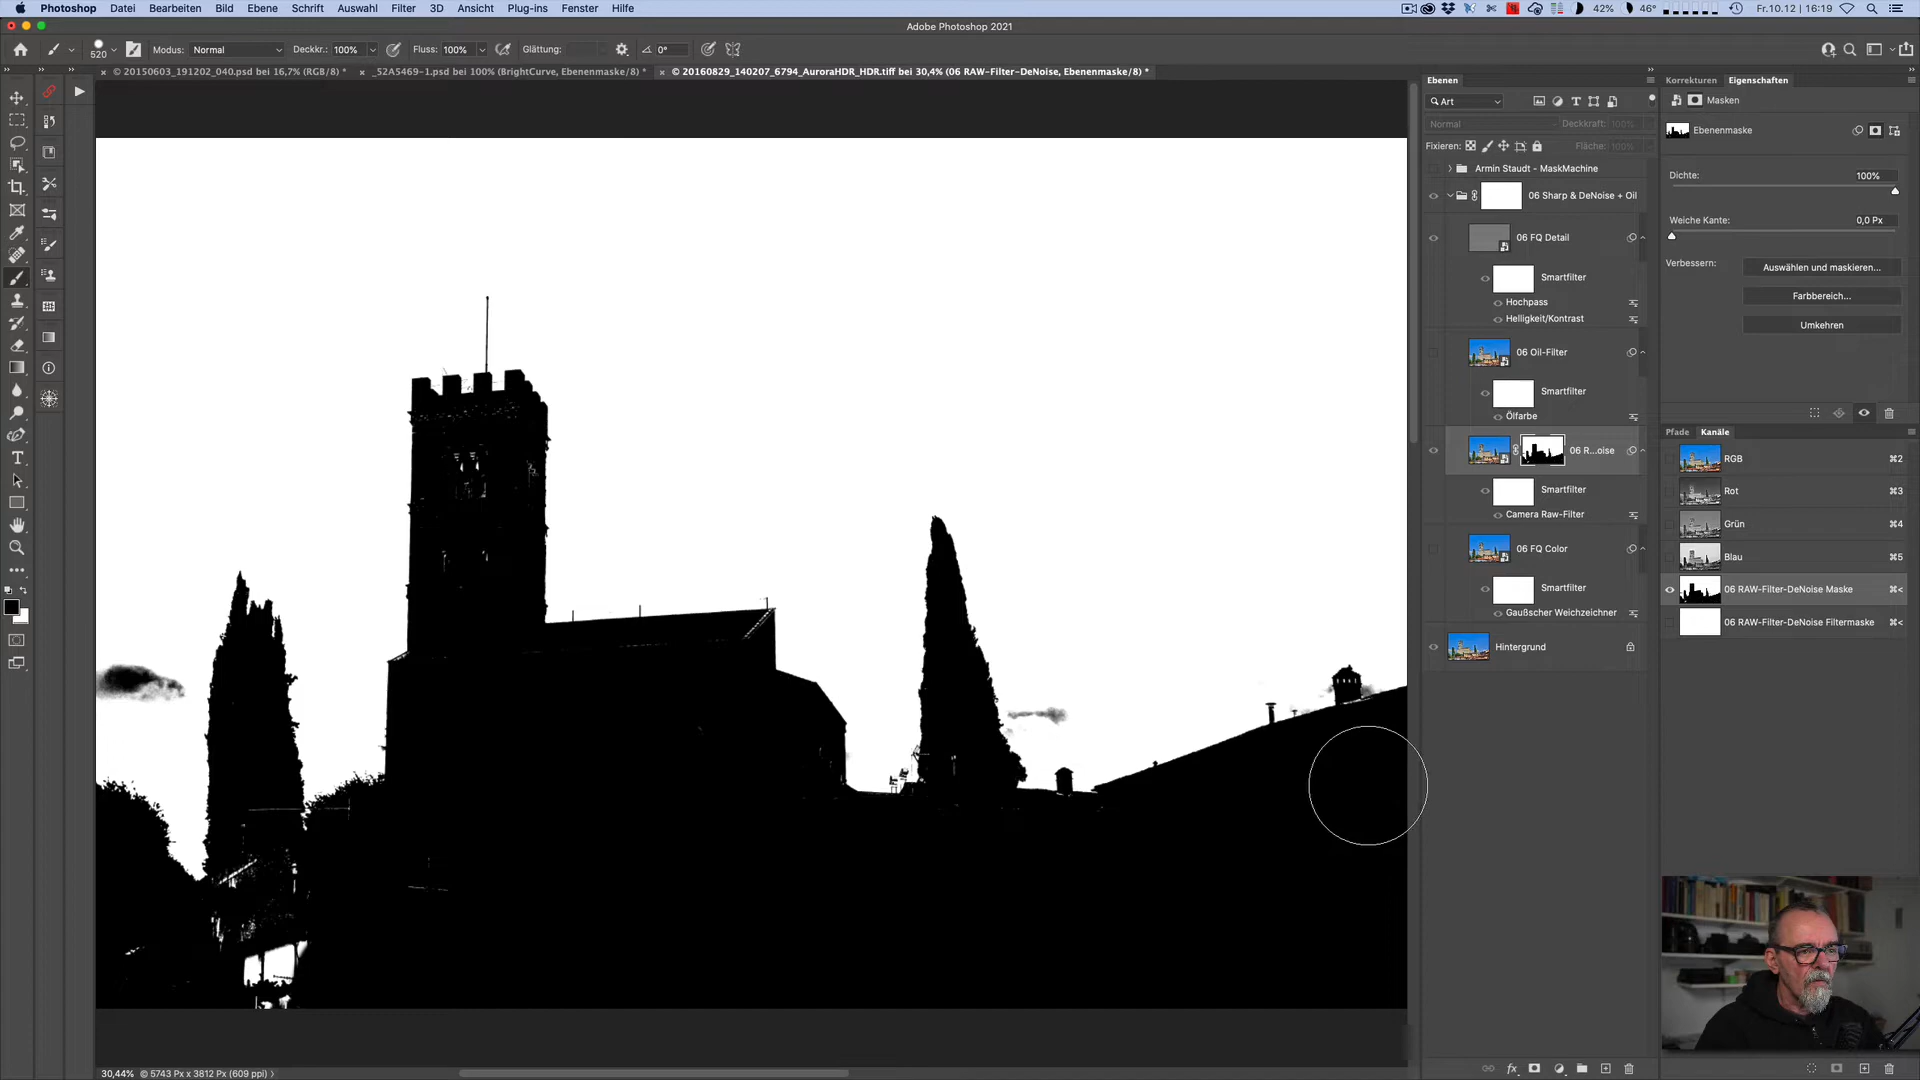 Photoshop Datei Bearbeiten Bild Ebene Schrift Auswahl Filter 3D Ansicht Plug-ins Fenster Hilfe 42% 46° Fr.10.12 | 16:19
Adobe Photoshop 2021
520 Modus: Normal Deckkr.: 100% Fluss: 100% Glättung: 0°
© 20150603_191202_040.psd bei 16,7% (RGB/8) * _52A5469-1.psd bei 100% (BrightCurve, Ebenenmaske/8) * © 20160829_140207_6794_AuroraHDR_HDR.tiff bei 30,4% (06 RAW-Filter-DeNoise, Ebenenmaske/8) *
Ebenen
Art
Normal Deckkraft: 100%
Fixieren: Fläche: 100%
Armin Staudt - MaskMachine
06 Sharp & DeNoise + Oil
06 FQ Detail
Smartfilter
Hochpass
Helligkeit/Kontrast
06 Oil-Filter
Smartfilter
Ölfarbe
06 R...oise
Smartfilter
Camera Raw-Filter
06 FQ Color
Smartfilter
Gaußscher Weichzeichner
Hintergrund
Korrekturen Eigenschaften
Masken
Ebenenmaske
Dichte: 100%
Weiche Kante: 0,0 Px
Verbessern: Auswählen und maskieren...
Farbbereich...
Umkehren
Pfade Kanäle
RGB ⌘2
Rot ⌘3
Grün ⌘4
Blau ⌘5
06 RAW-Filter-DeNoise Maske ⌘<
06 RAW-Filter-DeNoise Filtermaske ⌘<
30,44% © 5743 Px x 3812 Px (609 ppi)